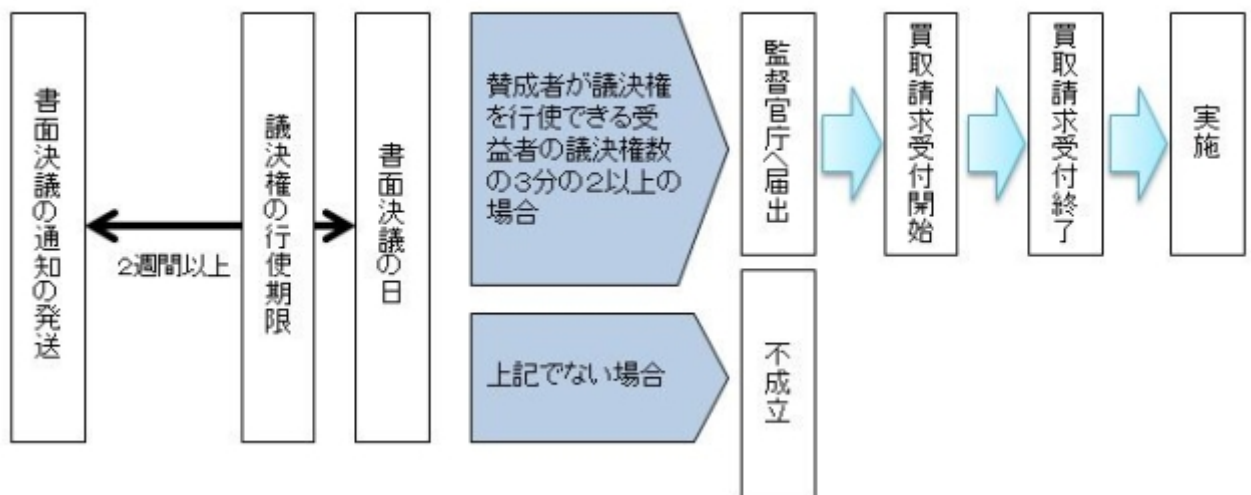 書面決議の通知の発送
2週間以上
議決権の行使期限
書面決議の日
賛成者が議決権
を行使できる受
益者の議決権数
の3分の2以上の
場合
監督官庁へ届出
買取請求受付開始
買取請求受付終了
実施
上記でない場合
不成立